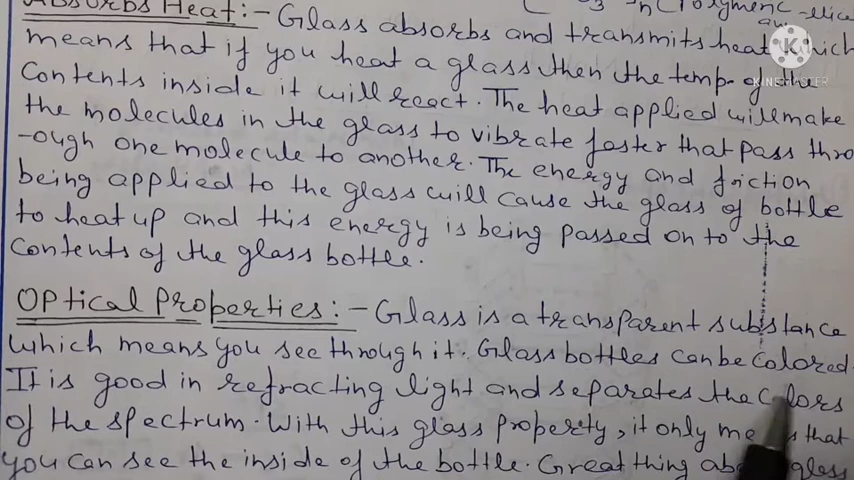 Absorbs Heat :- Glass absorbs and transmits heat which
means that if you heat a glass then the temp. of the
contents inside it will react. The heat applied will make
the molecules in the glass to vibrate faster that pass thro
-ough one molecule to another. The energy and friction
being applied to the glass will cause the glass of bottle
to heat up and this energy is being passed on to the
contents of the glass bottle.
Optical Properties :- Glass is a transparent substance
which means you see through it. Glass bottles can be colored.
It is good in refracting light and separates the colors
of the spectrum. With this glass property, it only that
you can see the inside of the bottle. Great thing glass
KINEMASTER